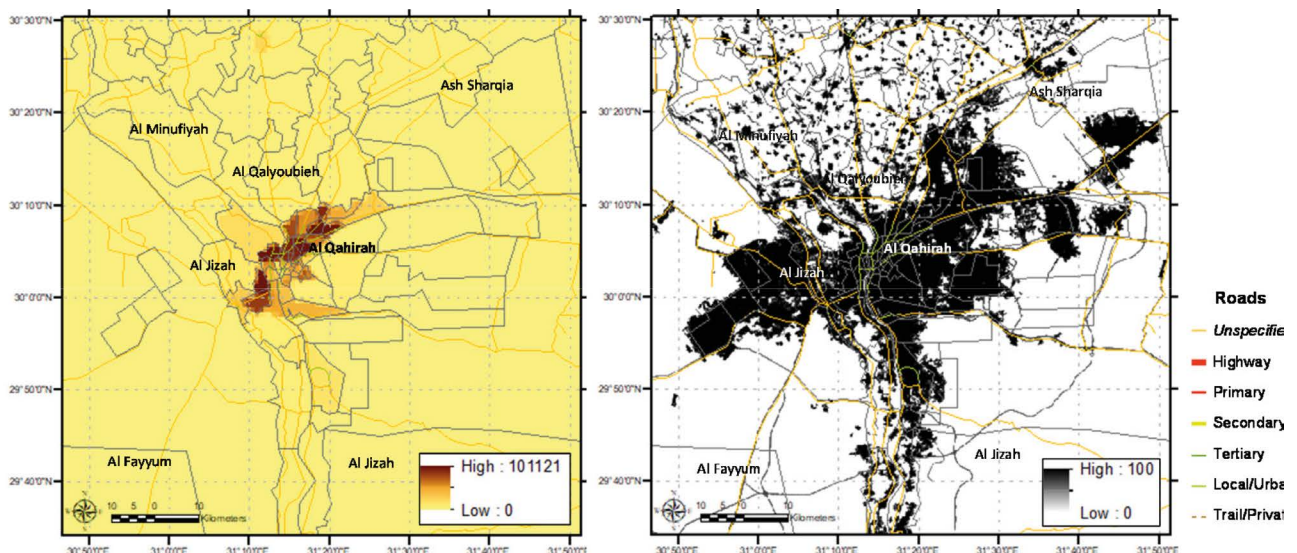 30°30'0"N
30°20'0"N
30°10'0"N
30°0'0"N
29°50'0"N
29°40'0"N
Ash Sharqia
Al Minufiyah
Al Qalyoubieh
Al Qahirah
Al Jizah
Al Fayyum
Al Jizah
High : 101121
Low : 0
10 5 0 10
Kilometers
30°50'0"E 31°0'0"E 31°10'0"E 31°20'0"E 31°30'0"E 31°40'0"E 31°50'0"E
30°30'0"N
30°20'0"N
30°10'0"N
30°0'0"N
29°50'0"N
29°40'0"N
Ash Sharqia
Al Minufiyah
Al Qalyoubieh
Al Qahirah
Al Jizah
Al Fayyum
Al Jizah
High : 100
Low : 0
10 5 0 10
Kilometers
30°50'0"E 31°0'0"E 31°10'0"E 31°20'0"E 31°30'0"E 31°40'0"E 31°50'0"E
Roads
Unspecifie
Highway
Primary
Secondary
Tertiary
Local/Urba
Trail/Privat